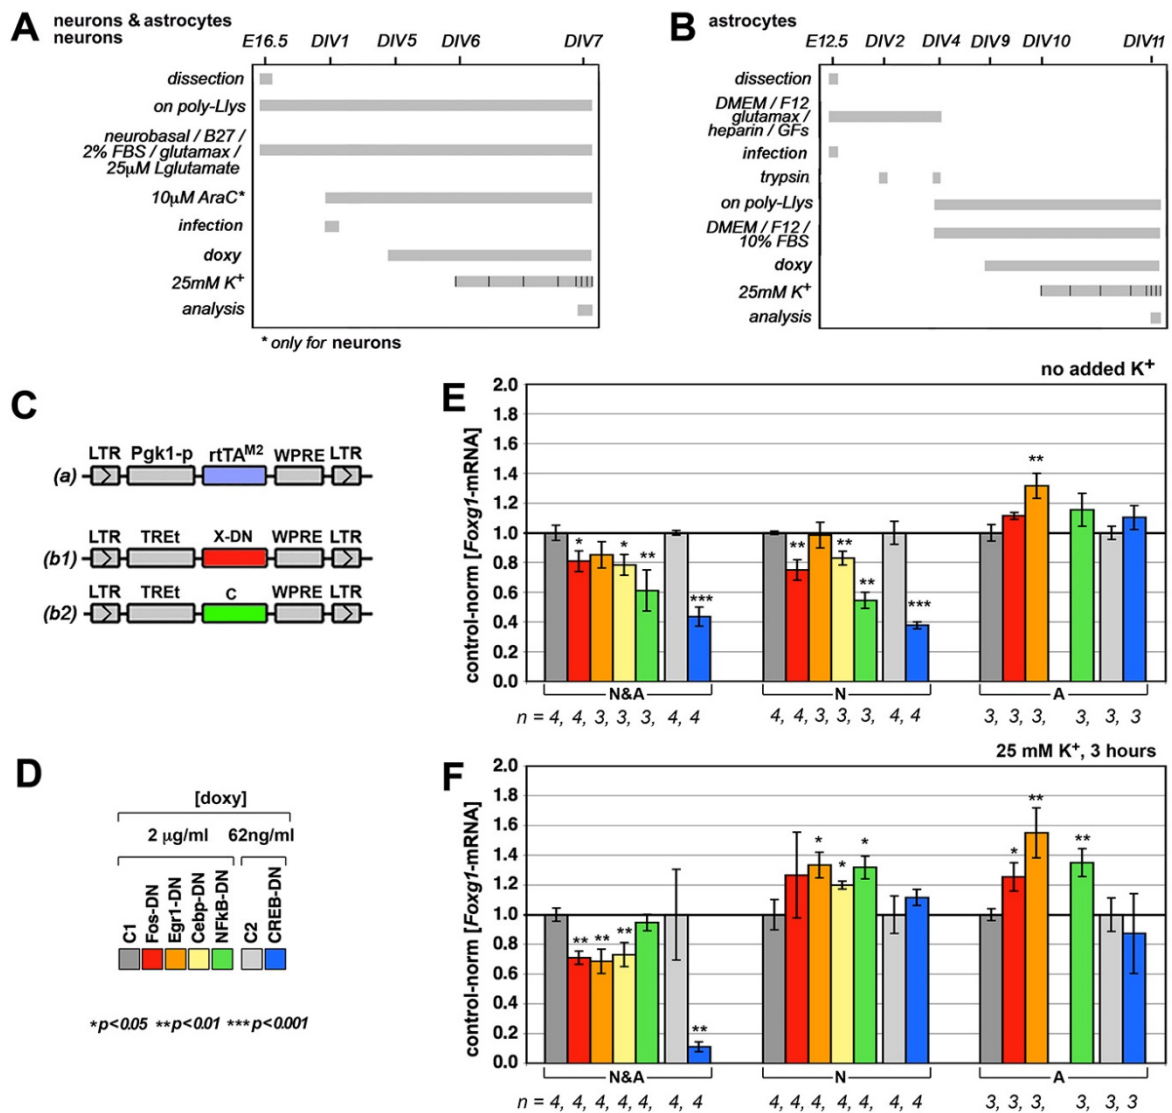 A
neurons & astrocytes
neurons
E16.5 DIV1 DIV5 DIV6 DIV7
dissection
on poly-Llys
neurobasal / B27 /
2% FBS / glutamax /
25μM Lglutamate
10μM AraC*
infection
doxy
25mM K+
analysis
* only for neurons
B
astrocytes
E12.5 DIV2 DIV4 DIV9 DIV10 DIV11
dissection
DMEM / F12
glutamax /
heparin / GFs
infection
trypsin
on poly-Llys
DMEM / F12 /
10% FBS
doxy
25mM K+
analysis
C
LTR Pgk1-p rtTAM2 WPRE LTR
(a)
LTR TREt X-DN WPRE LTR
(b1)
LTR TREt C WPRE LTR
(b2)
D
[doxy]
2 μg/ml 62ng/ml
C1
Fos-DN
Egr1-DN
Cebp-DN
NFkB-DN
C2
CREB-DN
*p<0.05 **p<0.01 ***p<0.001
E
no added K+
control-norm [Foxg1-mRNA]
2.0
1.8
1.6
1.4
1.2
1.0
0.8
0.6
0.4
0.2
0.0
* * ** ***
** ** ** ***
**
N&A N A
n = 4, 4, 3, 3, 3, 4, 4 4, 4, 3, 3, 3, 4, 4 3, 3, 3, 3, 3, 3
F
25 mM K+, 3 hours
control-norm [Foxg1-mRNA]
2.0
1.8
1.6
1.4
1.2
1.0
0.8
0.6
0.4
0.2
0.0
** ** ** **
* * *
* ** **
N&A N A
n = 4, 4, 4, 4, 4, 4, 4 4, 4, 4, 4, 4, 4, 4 3, 3, 3, 3, 3, 3